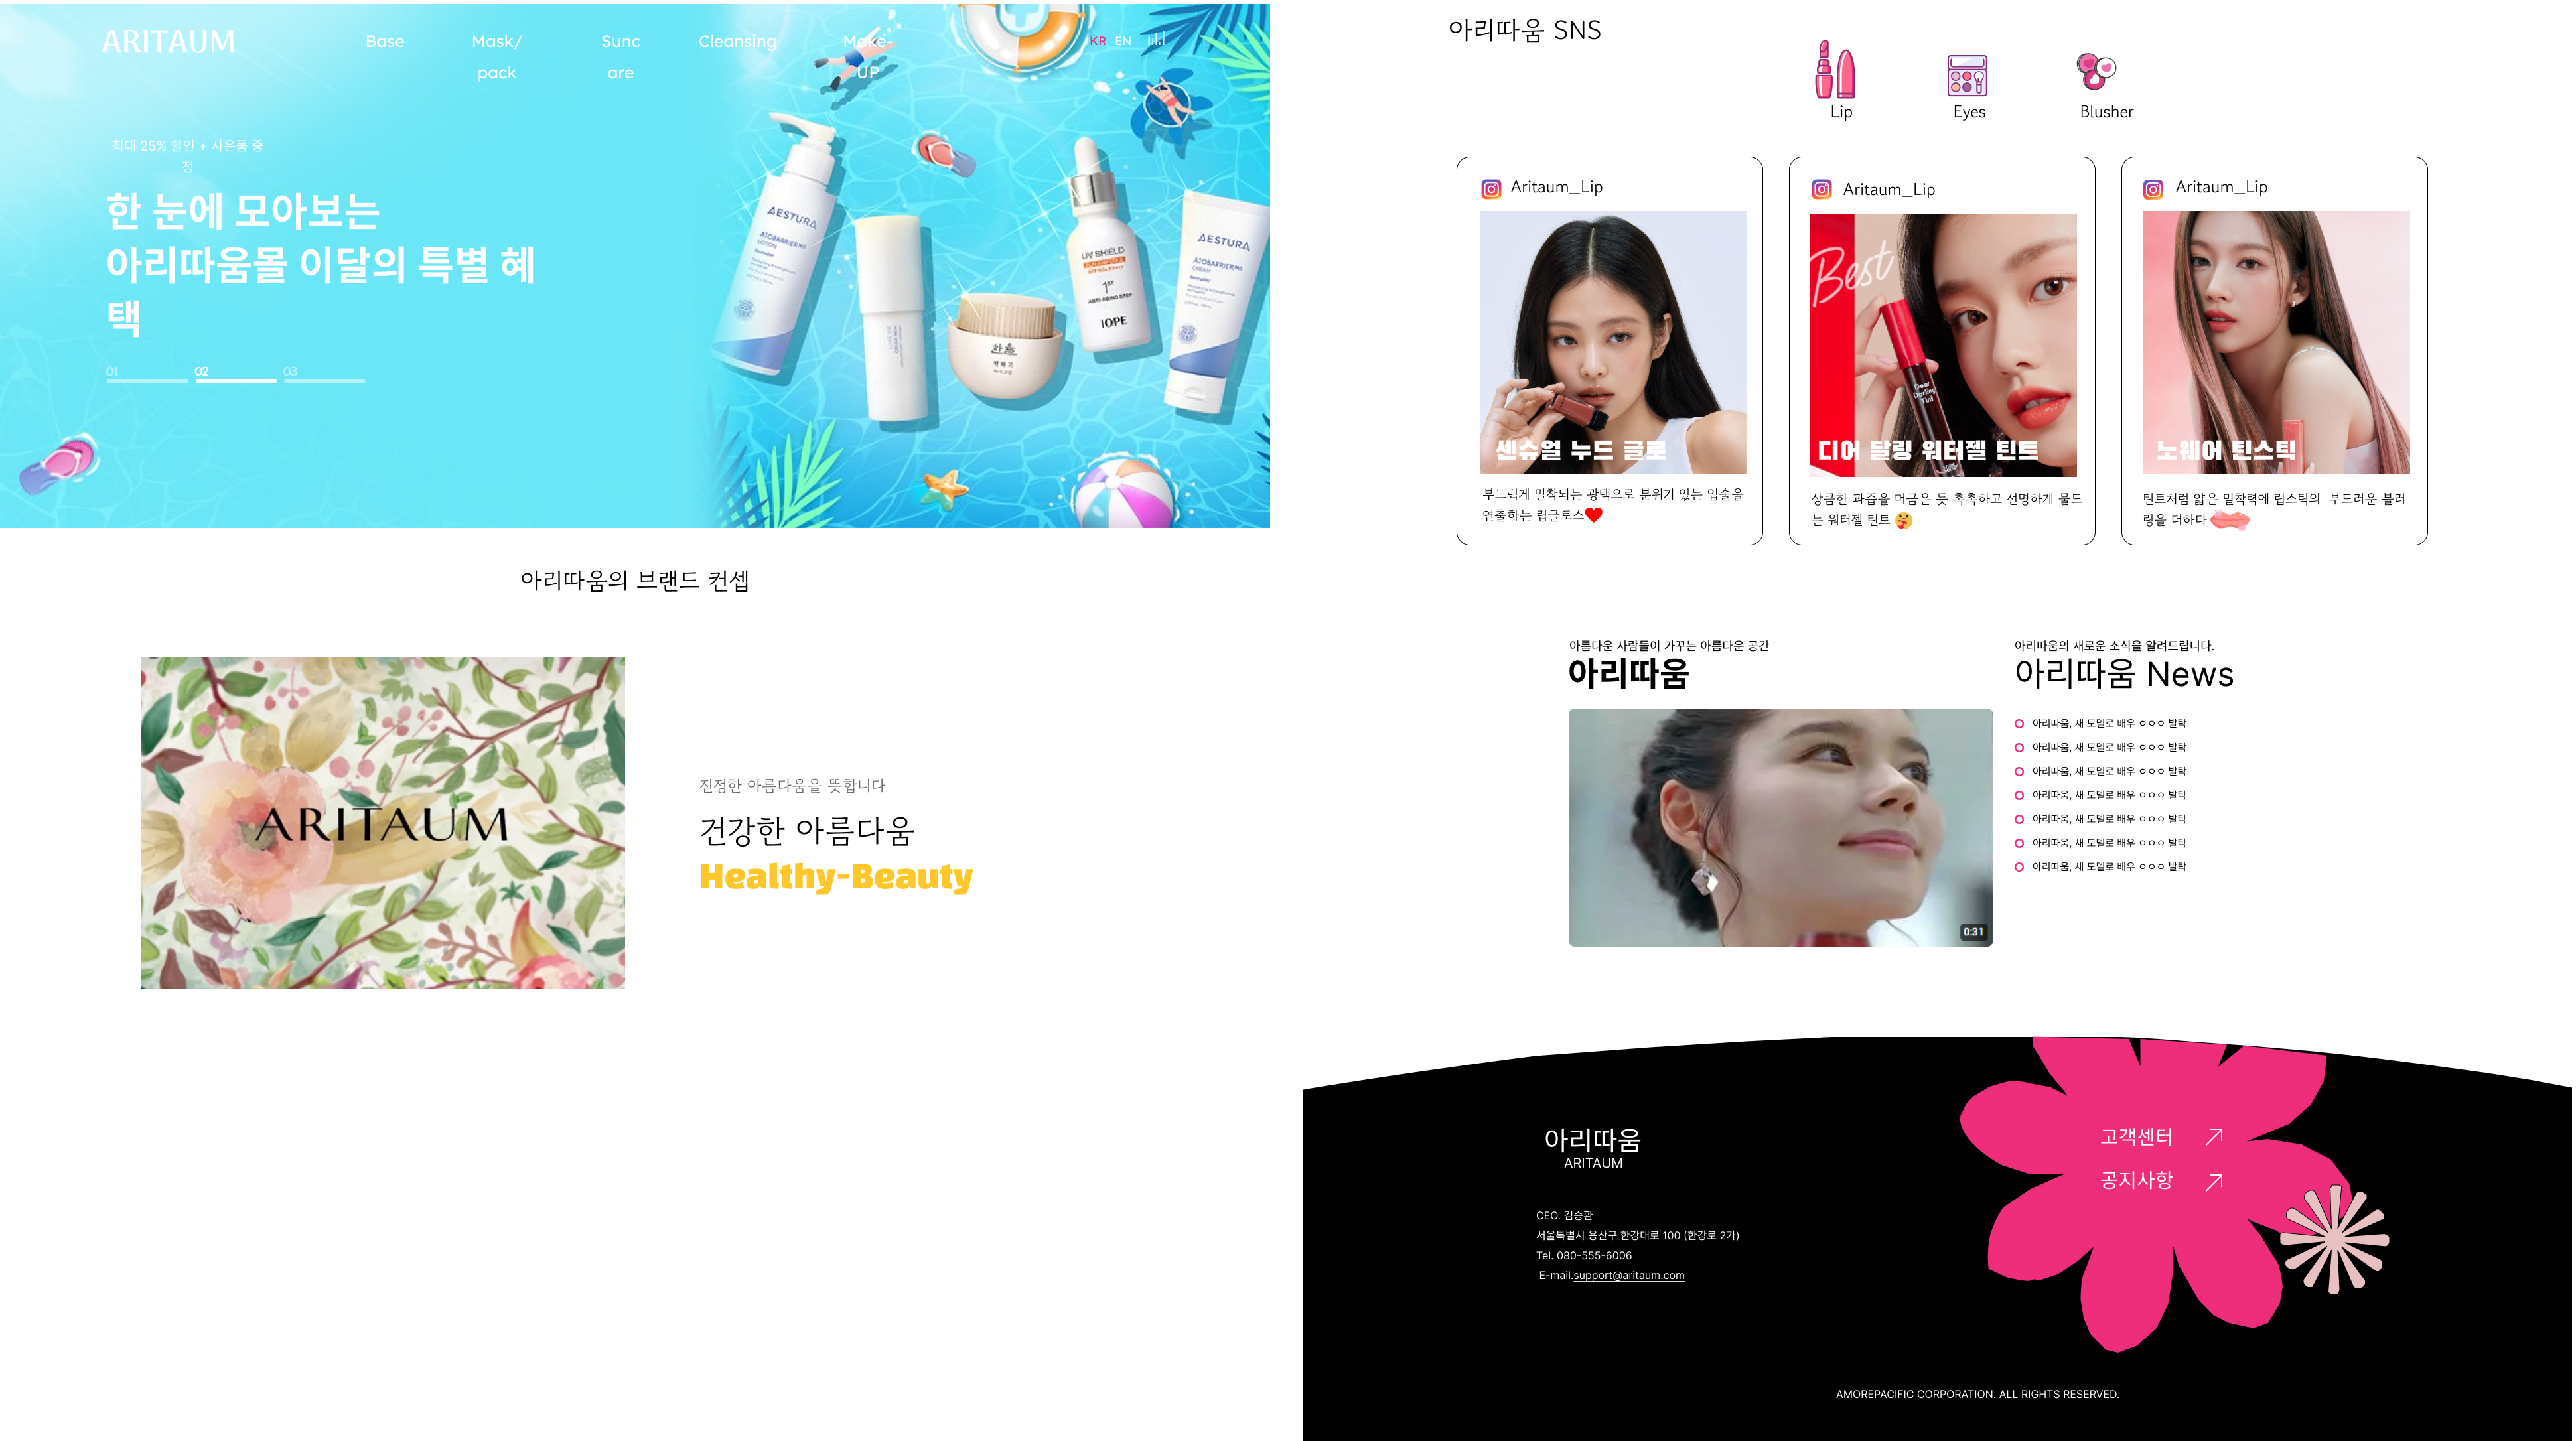 ARITAUM
Base
Mask/
pack
Sunc
are
Cleansing
Make-
UP
KR EN
최대 25% 할인 + 사은품 증
정
한 눈에 모아보는
아리따움몰 이달의 특별 혜
택
01 02 03
AESTURA
ATOBARRIER365
LOTION
UV SHIELD
SUN AMPOULE
1ST
ANTI-AGING STEP
IOPE
AESTURA
ATOBARRIER365
CREAM
아리따움의 브랜드 컨셉
ARITAUM
진정한 아름다움을 뜻합니다
건강한 아름다움
Healthy-Beauty
아리따움 SNS
Lip
Eyes
Blusher
Aritaum_Lip
센슈얼 누드 글로
게 밀착되는 광택으로 분위기 있는 입술을
연출하는 립글로스
Aritaum_Lip
Best
Dear
Darling
Tint
디어 달링 워터젤 틴트
상큼한 과즙을 머금은 듯 촉촉하고 선명하게 물드
는 워터젤 틴트
Aritaum_Lip
노웨어 틴스틱
틴트처럼 얇은 밀착력에 립스틱의 부드러운 블러
링을 더하다
아름다운 사람들이 가꾸는 아름다운 공간
아리따움
0:31
아리따움의 새로운 소식을 알려드립니다.
아리따움 News
아리따움, 새 모델로 배우 ㅇㅇㅇ 발탁
아리따움, 새 모델로 배우 ㅇㅇㅇ 발탁
아리따움, 새 모델로 배우 ㅇㅇㅇ 발탁
아리따움, 새 모델로 배우 ㅇㅇㅇ 발탁
아리따움, 새 모델로 배우 ㅇㅇㅇ 발탁
아리따움, 새 모델로 배우 ㅇㅇㅇ 발탁
아리따움, 새 모델로 배우 ㅇㅇㅇ 발탁
아리따움
ARITAUM
CEO. 김승환
서울특별시 용산구 한강대로 100 (한강로 2가)
Tel. 080-555-6006
E-mail.support@aritaum.com
고객센터
공지사항
AMOREPACIFIC CORPORATION. ALL RIGHTS RESERVED.